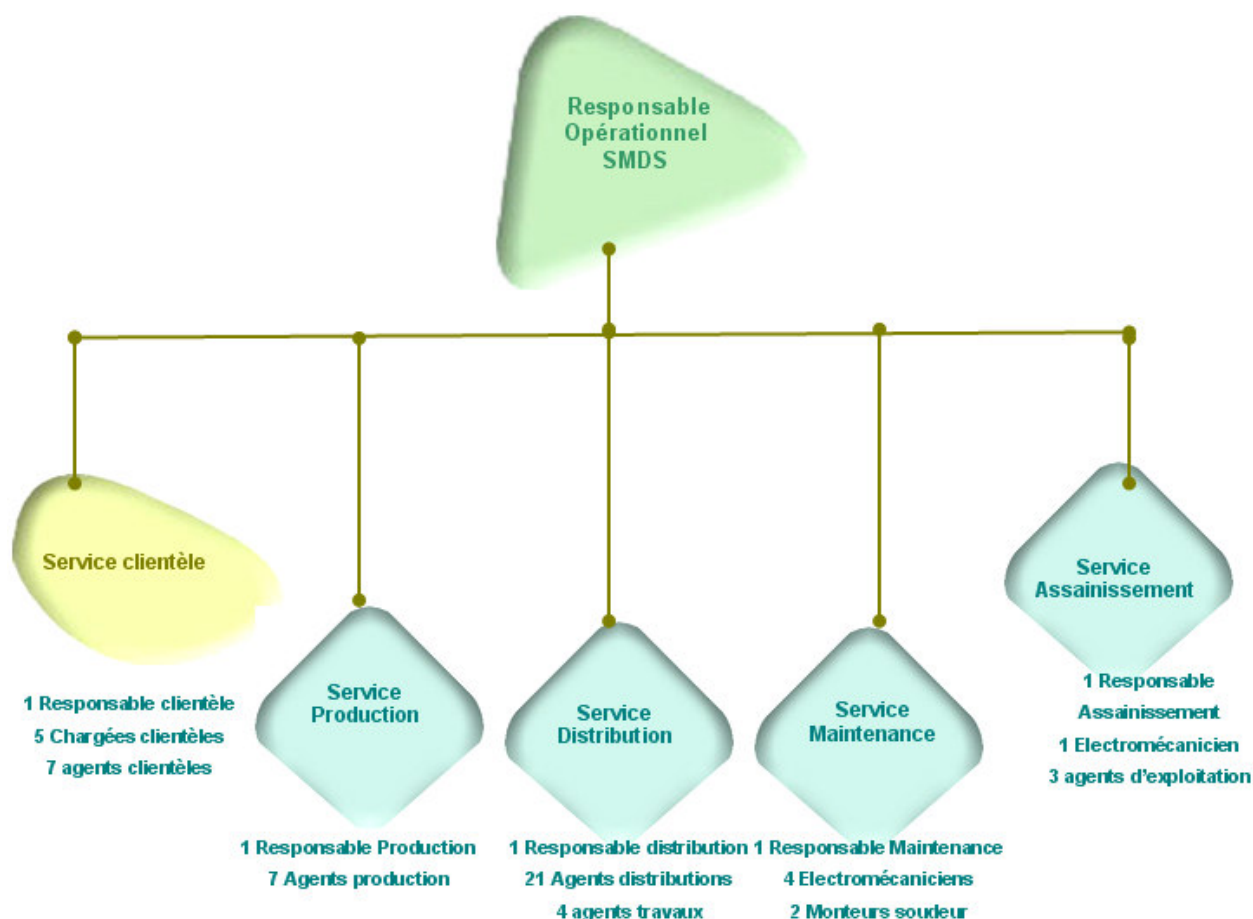 Responsable
Opérationnel
SMDS
Service clientèle
1 Responsable clientèle
5 Chargées clientèles
7 agents clientèles
Service
Production
1 Responsable Production
7 Agents production
Service
Distribution
1 Responsable distribution
21 Agents distributions
4 agents travaux
Service
Maintenance
1 Responsable Maintenance
4 Electromécaniciens
2 Monteurs soudeur
Service
Assainissement
1 Responsable
Assainissement
1 Electromécanicien
3 agents d'exploitation